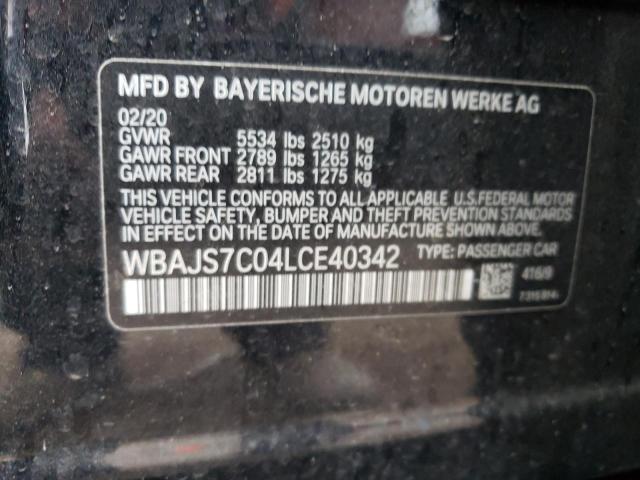 MFD BY BAYERISCHE MOTOREN WERKE AG
02/20
GVWR 5534 lbs 2510 kg
GAWR FRONT 2789 lbs 1265 kg
GAWR REAR 2811 lbs 1275 kg
THIS VEHICLE CONFORMS TO ALL APPLICABLE U.S.FEDERAL MOTOR
VEHICLE SAFETY, BUMPER AND THEFT PREVENTION STANDARDS
IN EFFECT ON THE DATE OF MANUFACTURE SHOWN ABOVE.
WBAJS7C04LCE40342 TYPE: PASSENGER CAR